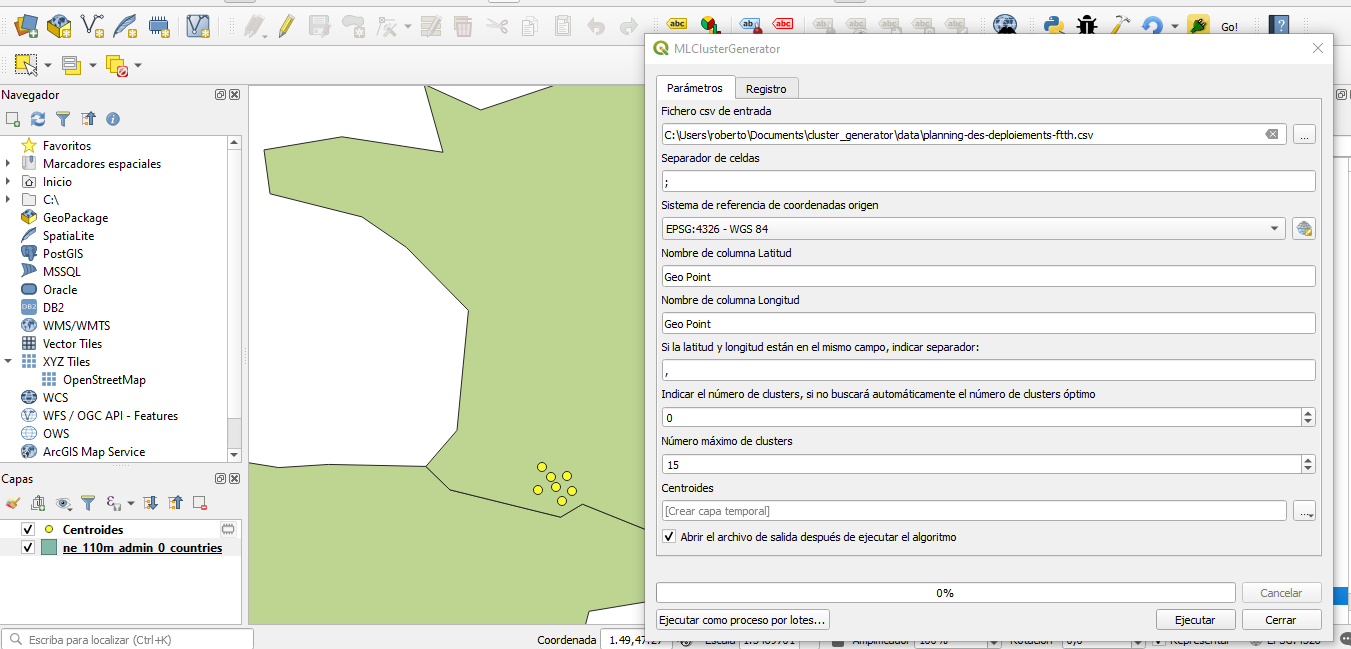 abc
abc
abc
Go!
MLClusterGenerator
Navegador
Favoritos
Marcadores espaciales
Inicio
C:\
GeoPackage
SpatiaLite
PostGIS
MSSQL
Oracle
DB2
WMS/WMTS
Vector Tiles
XYZ Tiles
OpenStreetMap
WCS
WFS / OGC API - Features
OWS
ArcGIS Map Service
Capas
Centroides
ne_110m_admin_0_countries
Escriba para localizar (Ctrl+K)
Coordenada
Parámetros
Registro
Fichero csv de entrada
C:\Users\roberto\Documents\cluster_generator\data\planning-des-deploiements-ftth.csv
...
Separador de celdas
;
Sistema de referencia de coordenadas origen
EPSG:4326 - WGS 84
Nombre de columna Latitud
Geo Point
Nombre de columna Longitud
Geo Point
Si la latitud y longitud están en el mismo campo, indicar separador:
,
Indicar el número de clusters, si no buscará automáticamente el número de clusters óptimo
0
Número máximo de clusters
15
Centroides
[Crear capa temporal]
...
Abrir el archivo de salida después de ejecutar el algoritmo
0%
Cancelar
Ejecutar como proceso por lotes...
Ejecutar
Cerrar